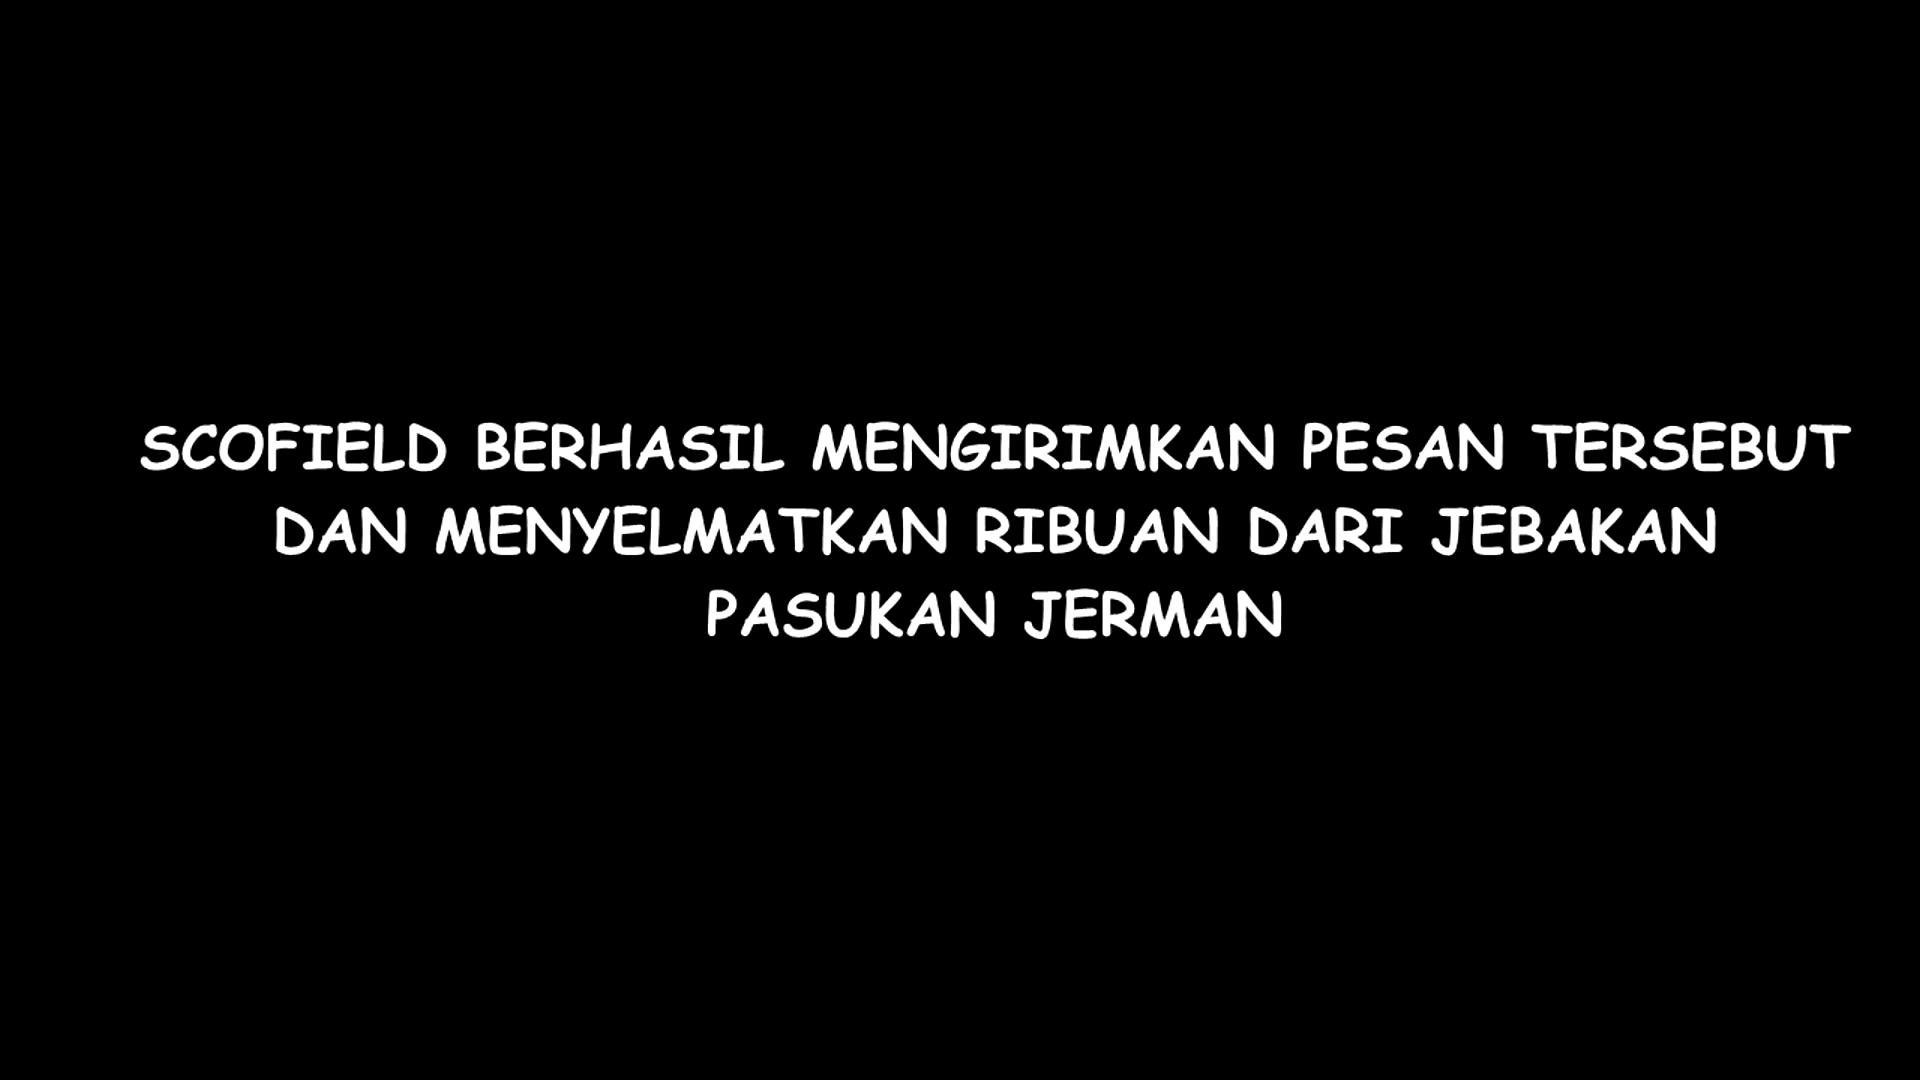 SCOFIELD BERHASIL MENGIRIMKAN PESAN TERSEBUT
DAN MENYELMATKAN RIBUAN DARI JEBAKAN
PASUKAN JERMAN